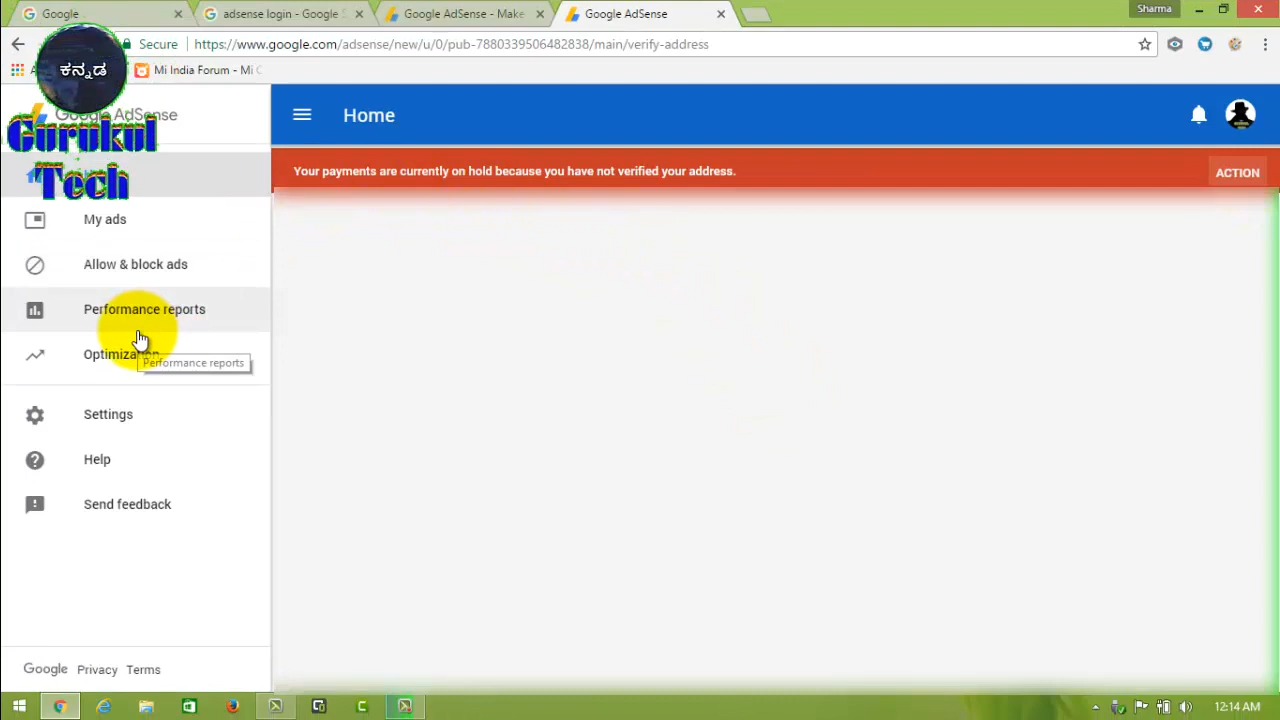 Google
adsense login - Google S
Google AdSense - Make
Google AdSense
Sharma
Secure
https://www.google.com/adsense/new/u/0/pub-7880339506482838/main/verify-address
Mi India Forum - Mi C
ಕನ್ನಡ
Google AdSense
Gurukul
Tech
Home
Your payments are currently on hold because you have not verified your address.
ACTION
My ads
Allow & block ads
Performance reports
Optimization
Performance reports
Settings
Help
Send feedback
Google Privacy Terms
12:14 AM